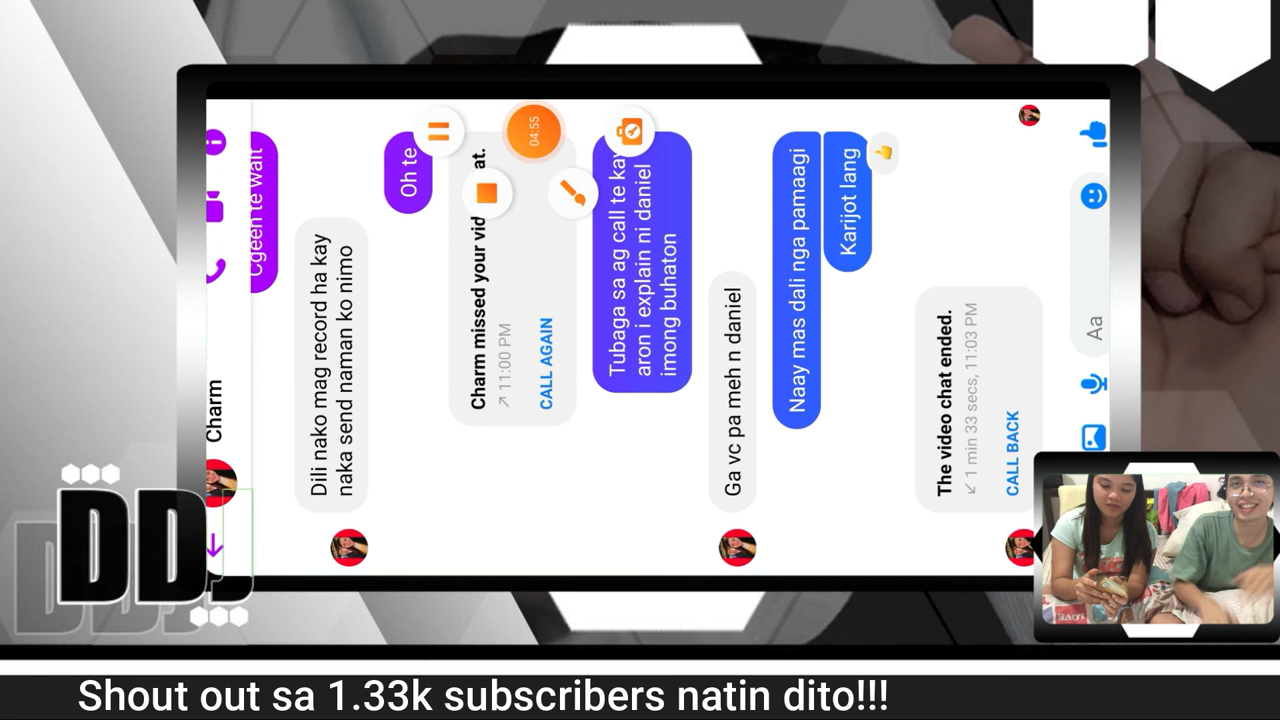 Charm
Cgeen te wait
Dili nako mag record ha kay
naka send naman ko nimo
Oh te
Charm missed your vid
at.
11:00 PM
CALL AGAIN
04:55
Tubaga sa ag call te
aron i explain ni daniel
imong buhaton
Ga vc pa meh n daniel
Naay mas dali nga pamaagi
Karijot lang
The video chat ended.
1 min 33 secs, 11:03 PM
CALL BACK
Aa
DDJ
Shout out sa 1.33k subscribers natin dito!!!